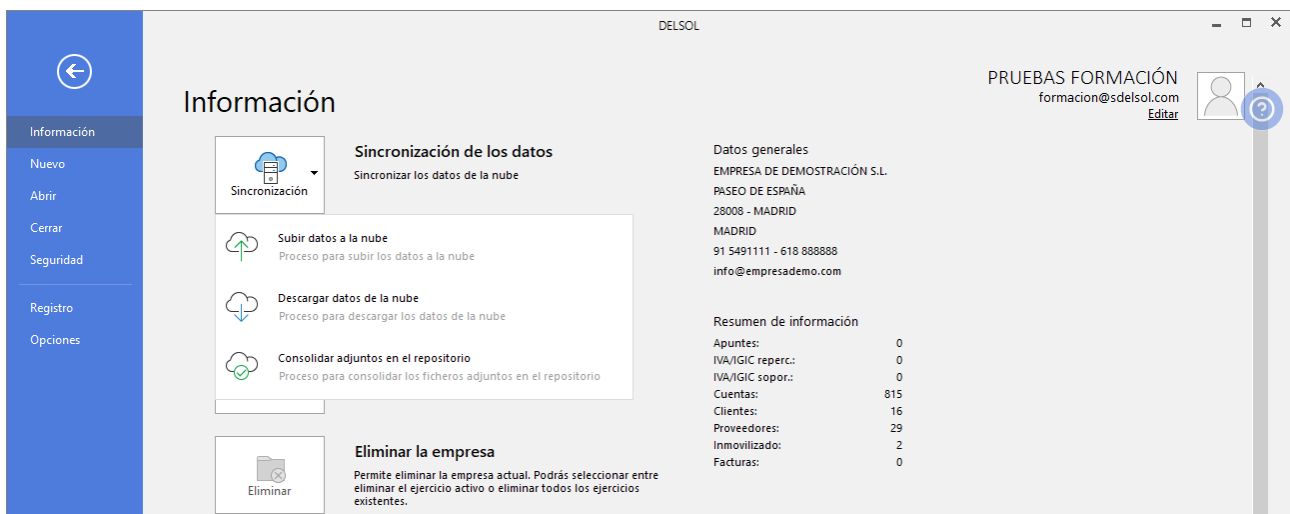 DELSOL
PRUEBAS FORMACIÓN
formacion@sdelsol.com
Editar
Información
Nuevo
Abrir
Cerrar
Seguridad
Registro
Opciones
Información
Sincronización
Sincronización de los datos
Sincronizar los datos de la nube
Subir datos a la nube
Proceso para subir los datos a la nube
Descargar datos de la nube
Proceso para descargar los datos de la nube
Consolidar adjuntos en el repositorio
Proceso para consolidar los ficheros adjuntos en el repositorio
Eliminar
Eliminar la empresa
Permite eliminar la empresa actual. Podrás seleccionar entre
eliminar el ejercicio activo o eliminar todos los ejercicios
existentes.
Datos generales
EMPRESA DE DEMOSTRACIÓN S.L.
PASEO DE ESPAÑA
28008 - MADRID
MADRID
91 5491111 - 618 888888
info@empresademo.com
Resumen de información
Apuntes: 0
IVA/IGIC reperc.: 0
IVA/IGIC sopor.: 0
Cuentas: 815
Clientes: 16
Proveedores: 29
Inmovilizado: 2
Facturas: 0